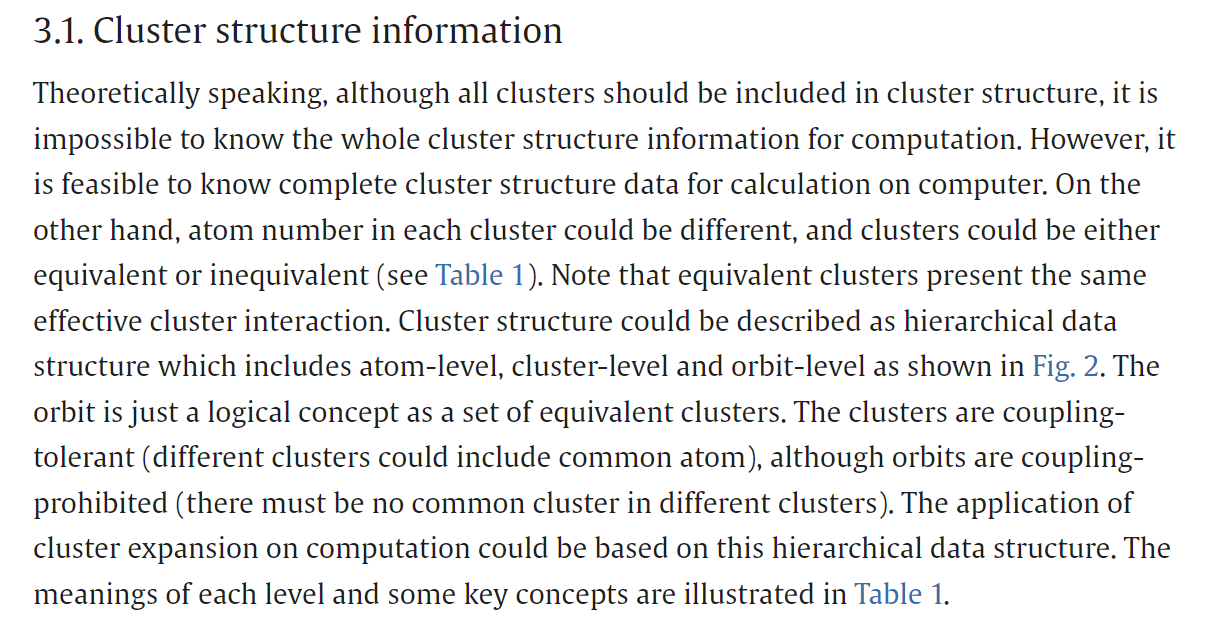 3.1. Cluster structure information
Theoretically speaking, although all clusters should be included in cluster structure, it is
impossible to know the whole cluster structure information for computation. However, it
is feasible to know complete cluster structure data for calculation on computer. On the
other hand, atom number in each cluster could be different, and clusters could be either
equivalent or inequivalent (see Table 1). Note that equivalent clusters present the same
effective cluster interaction. Cluster structure could be described as hierarchical data
structure which includes atom-level, cluster-level and orbit-level as shown in Fig. 2. The
orbit is just a logical concept as a set of equivalent clusters. The clusters are coupling-
tolerant (different clusters could include common atom), although orbits are coupling-
prohibited (there must be no common cluster in different clusters). The application of
cluster expansion on computation could be based on this hierarchical data structure. The
meanings of each level and some key concepts are illustrated in Table 1.